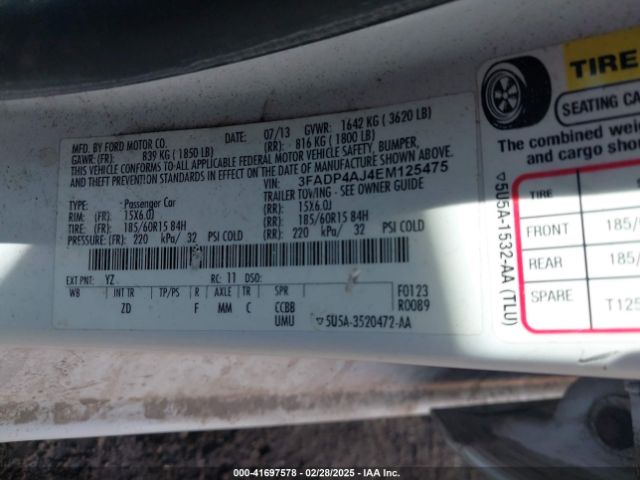 MFD. BY FORD MOTOR CO.
DATE: 07/13 GVWR: 1642 KG ( 3620 LB)
GAWR: (FR): 839 KG ( 1850 LB) (RR): 816 KG ( 1800 LB)
THIS VEHICLE CONFORMS TO ALL APPLICABLE FEDERAL MOTOR VEHICLE SAFETY, BUMPER,
AND THEFT PREVENTION STANDARDS IN EFFECT ON THE DATE OF MANUFACTURE SHOWN ABOVE.
VIN: 3FADP4AJ4EM125475
TYPE: Passenger Car TRAILER TOWING - SEE OWNER GUIDE
RIM: (FR): 15X6.0J (RR): 15X6.0J
TIRE: (FR): 185/60R15 84H (RR): 185/60R15 84H
PRESSURE: (FR): 220 kPa/ 32 PSI COLD (RR): 220 kPa/ 32 PSI COLD
EXT PNT: YZ RC: 11 DSO:
WB INT TR TP/PS R AXLE TR SPR F0123
ZD F MM C CCBB R0089
UMU ▽5U5A-3520472-AA
TIRE
SEATING CA
The combined weig
and cargo sho
TIRE
FRONT 185/
REAR 185/
SPARE T125
▽5U5A-1532-AA (TLU)
000-41697578 - 02/28/2025 - IAA Inc.